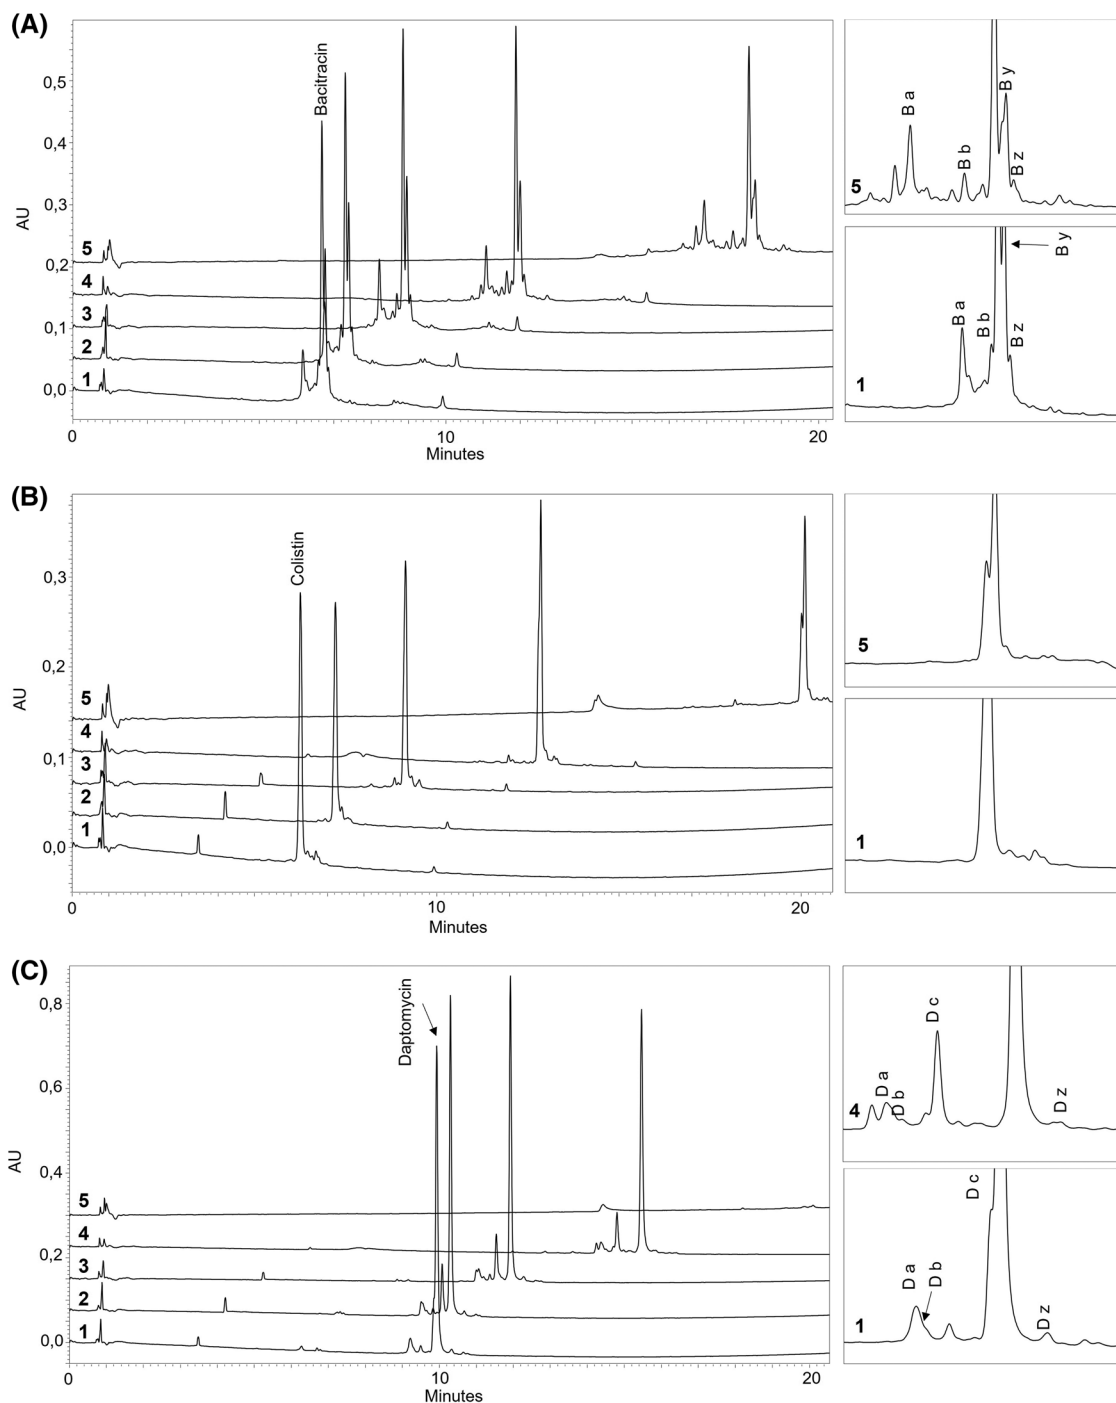 (A)
Bacitracin
AU
0,5
0,4
0,3
0,2
0,1
0,0
5
4
3
2
1
0
10
20
Minutes
B a
B b
B y
B z
5
B a
B b
B y
B z
1
(B)
Colistin
AU
0,3
0,2
0,1
0,0
5
4
3
2
1
0
10
20
Minutes
5
1
(C)
Daptomycin
AU
0,8
0,6
0,4
0,2
0,0
5
4
3
2
1
0
10
20
Minutes
D a
D b
D c
D z
4
D a
D b
D c
D z
1